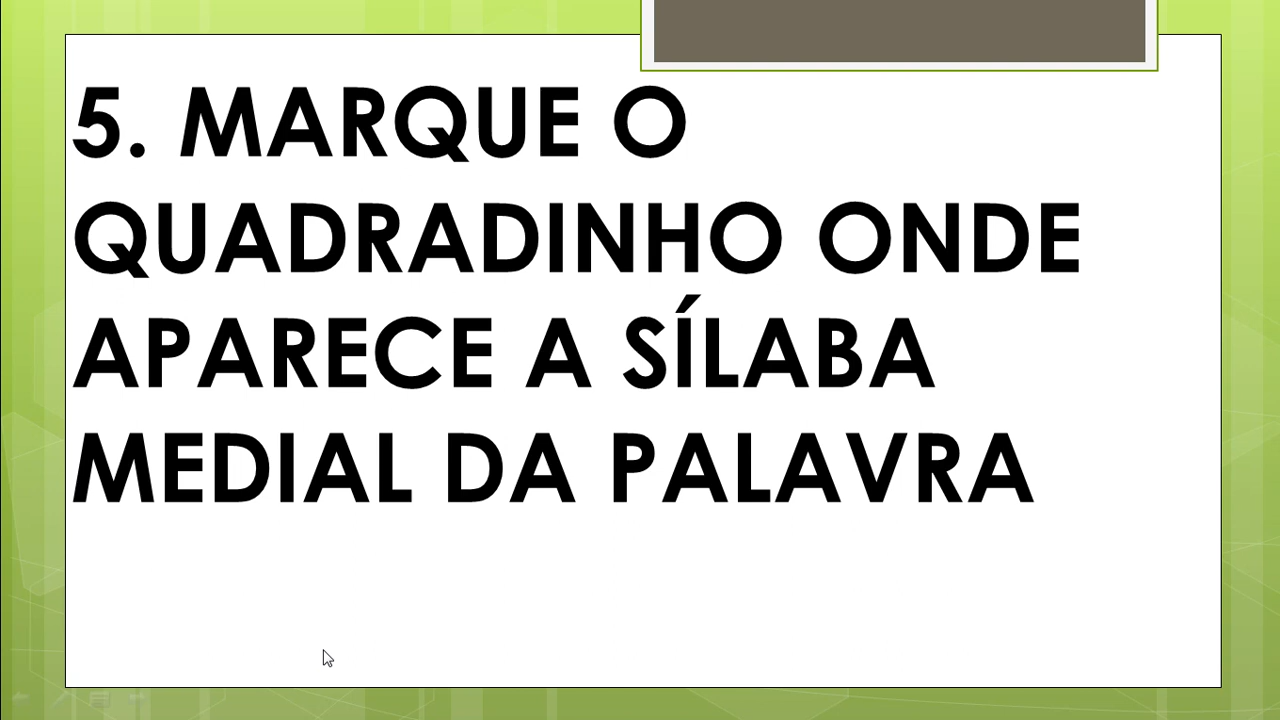 5. MARQUE O
QUADRADINHO ONDE
APARECE A SÍLABA
MEDIAL DA PALAVRA